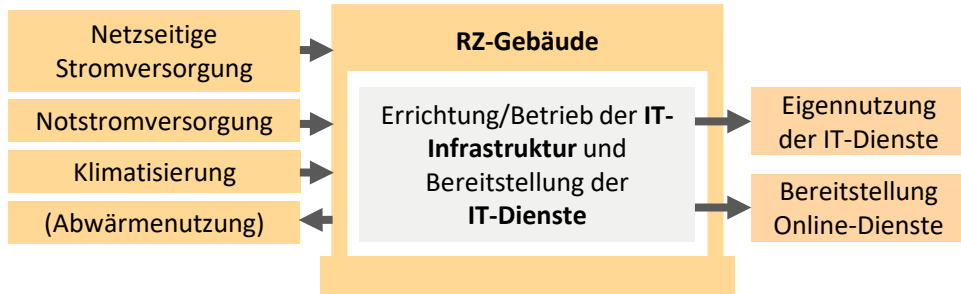 Netzseitige
Stromversorgung
Notstromversorgung
Klimatisierung
(Abwärmenutzung)
RZ-Gebäude
Errichtung/Betrieb der IT-
Infrastruktur und
Bereitstellung der
IT-Dienste
Eigennutzung
der IT-Dienste
Bereitstellung
Online-Dienste